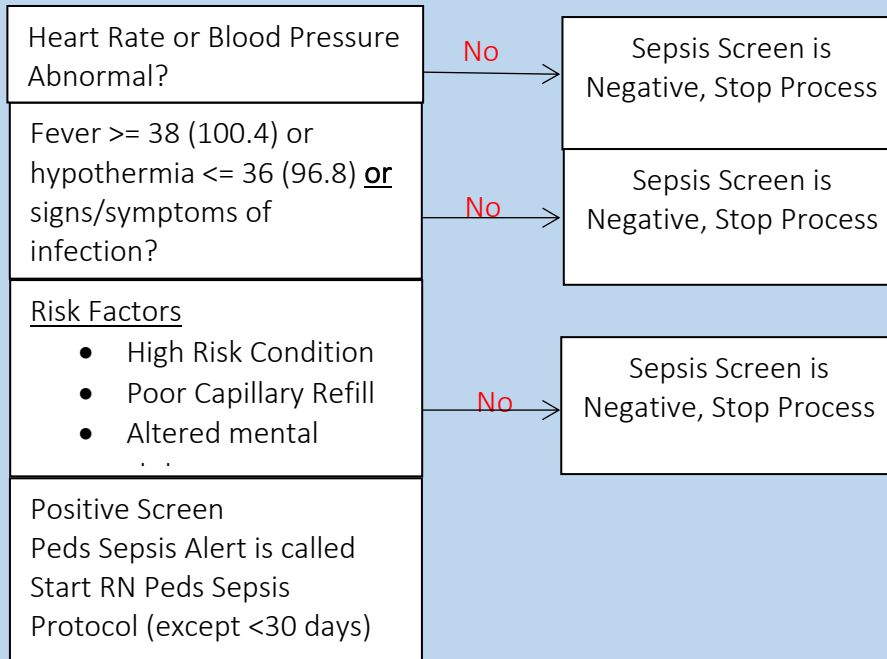 Heart Rate or Blood Pressure
Abnormal?
No
Sepsis Screen is
Negative, Stop Process
Fever >= 38 (100.4) or
hypothermia <= 36 (96.8) or
signs/symptoms of
infection?
No
Sepsis Screen is
Negative, Stop Process
Risk Factors
• High Risk Condition
• Poor Capillary Refill
• Altered mental
No
Sepsis Screen is
Negative, Stop Process
Positive Screen
Peds Sepsis Alert is called
Start RN Peds Sepsis
Protocol (except <30 days)